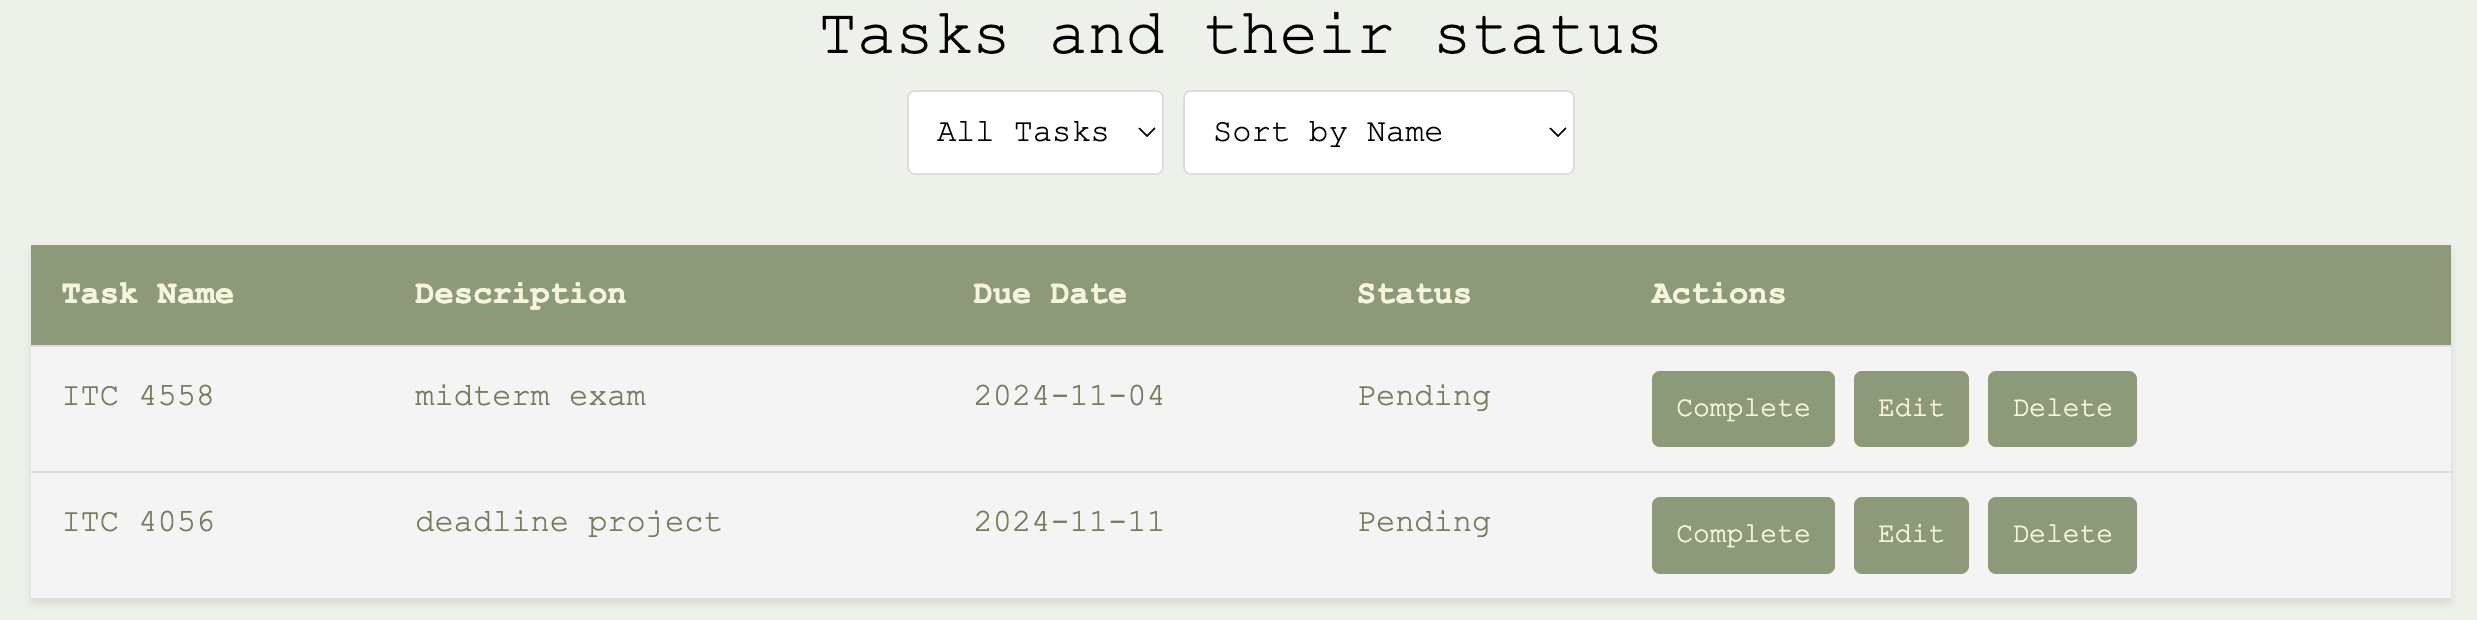 Tasks and their status
All Tasks Sort by Name
Task Name Description Due Date Status Actions
ITC 4558 midterm exam 2024-11-04 Pending Complete Edit Delete
ITC 4056 deadline project 2024-11-11 Pending Complete Edit Delete